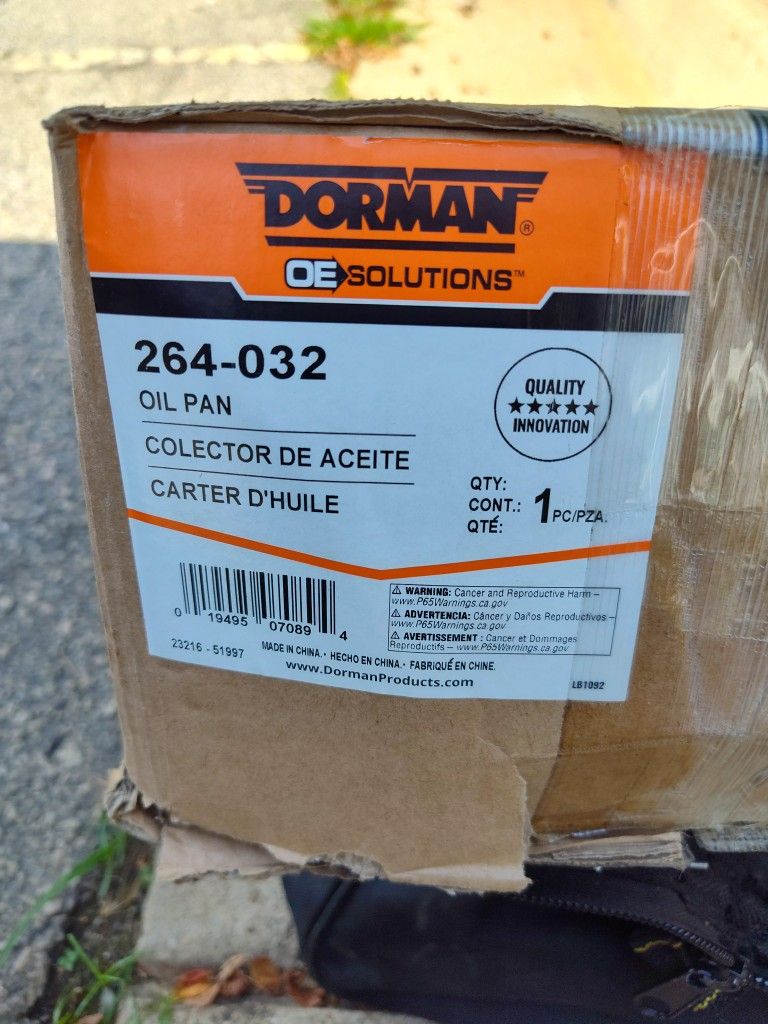 DORMAN®
OE SOLUTIONS™
264-032
OIL PAN
COLECTOR DE ACEITE
CARTER D'HUILE
QUALITY
★★★★★
INNOVATION
QTY:
CONT.: 1 PC/PZA.
QTÉ:
0 19495 07089 4
23216 - 51997
MADE IN CHINA. • HECHO EN CHINA. • FABRIQUÉ EN CHINE.
www.DormanProducts.com
⚠ WARNING: Cancer and Reproductive Harm –
www.P65Warnings.ca.gov
⚠ ADVERTENCIA: Cáncer y Daños Reproductivos –
www.P65Warnings.ca.gov
⚠ AVERTISSEMENT : Cancer et Dommages
Reproductifs – www.P65Warnings.ca.gov
LB1092